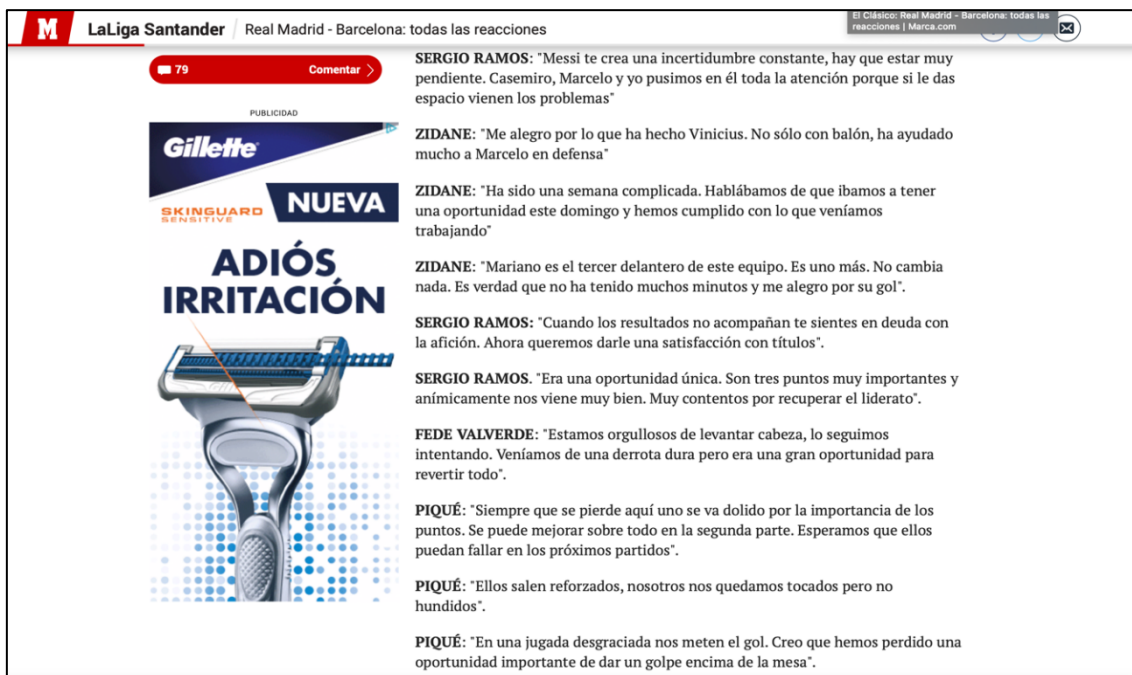 M LaLiga Santander Real Madrid - Barcelona: todas las reacciones
El Clásico: Real Madrid - Barcelona: todas las
reacciones | Marca.com
79 Comentar
PUBLICIDAD
Gillette
SKINGUARD
SENSITIVE
NUEVA
ADIÓS
IRRITACIÓN
SERGIO RAMOS: "Messi te crea una incertidumbre constante, hay que estar muy
pendiente. Casemiro, Marcelo y yo pusimos en él toda la atención porque si le das
espacio vienen los problemas"
ZIDANE: "Me alegro por lo que ha hecho Vinicius. No sólo con balón, ha ayudado
mucho a Marcelo en defensa"
ZIDANE: "Ha sido una semana complicada. Hablábamos de que ibamos a tener
una oportunidad este domingo y hemos cumplido con lo que veníamos
trabajando"
ZIDANE: "Mariano es el tercer delantero de este equipo. Es uno más. No cambia
nada. Es verdad que no ha tenido muchos minutos y me alegro por su gol".
SERGIO RAMOS: "Cuando los resultados no acompañan te sientes en deuda con
la afición. Ahora queremos darle una satisfacción con títulos".
SERGIO RAMOS. "Era una oportunidad única. Son tres puntos muy importantes y
anímicamente nos viene muy bien. Muy contentos por recuperar el liderato".
FEDE VALVERDE: "Estamos orgullosos de levantar cabeza, lo seguimos
intentando. Veníamos de una derrota dura pero era una gran oportunidad para
revertir todo".
PIQUÉ: "Siempre que se pierde aquí uno se va dolido por la importancia de los
puntos. Se puede mejorar sobre todo en la segunda parte. Esperamos que ellos
puedan fallar en los próximos partidos".
PIQUÉ: "Ellos salen reforzados, nosotros nos quedamos tocados pero no
hundidos".
PIQUÉ: "En una jugada desgraciada nos meten el gol. Creo que hemos perdido una
oportunidad importante de dar un golpe encima de la mesa".